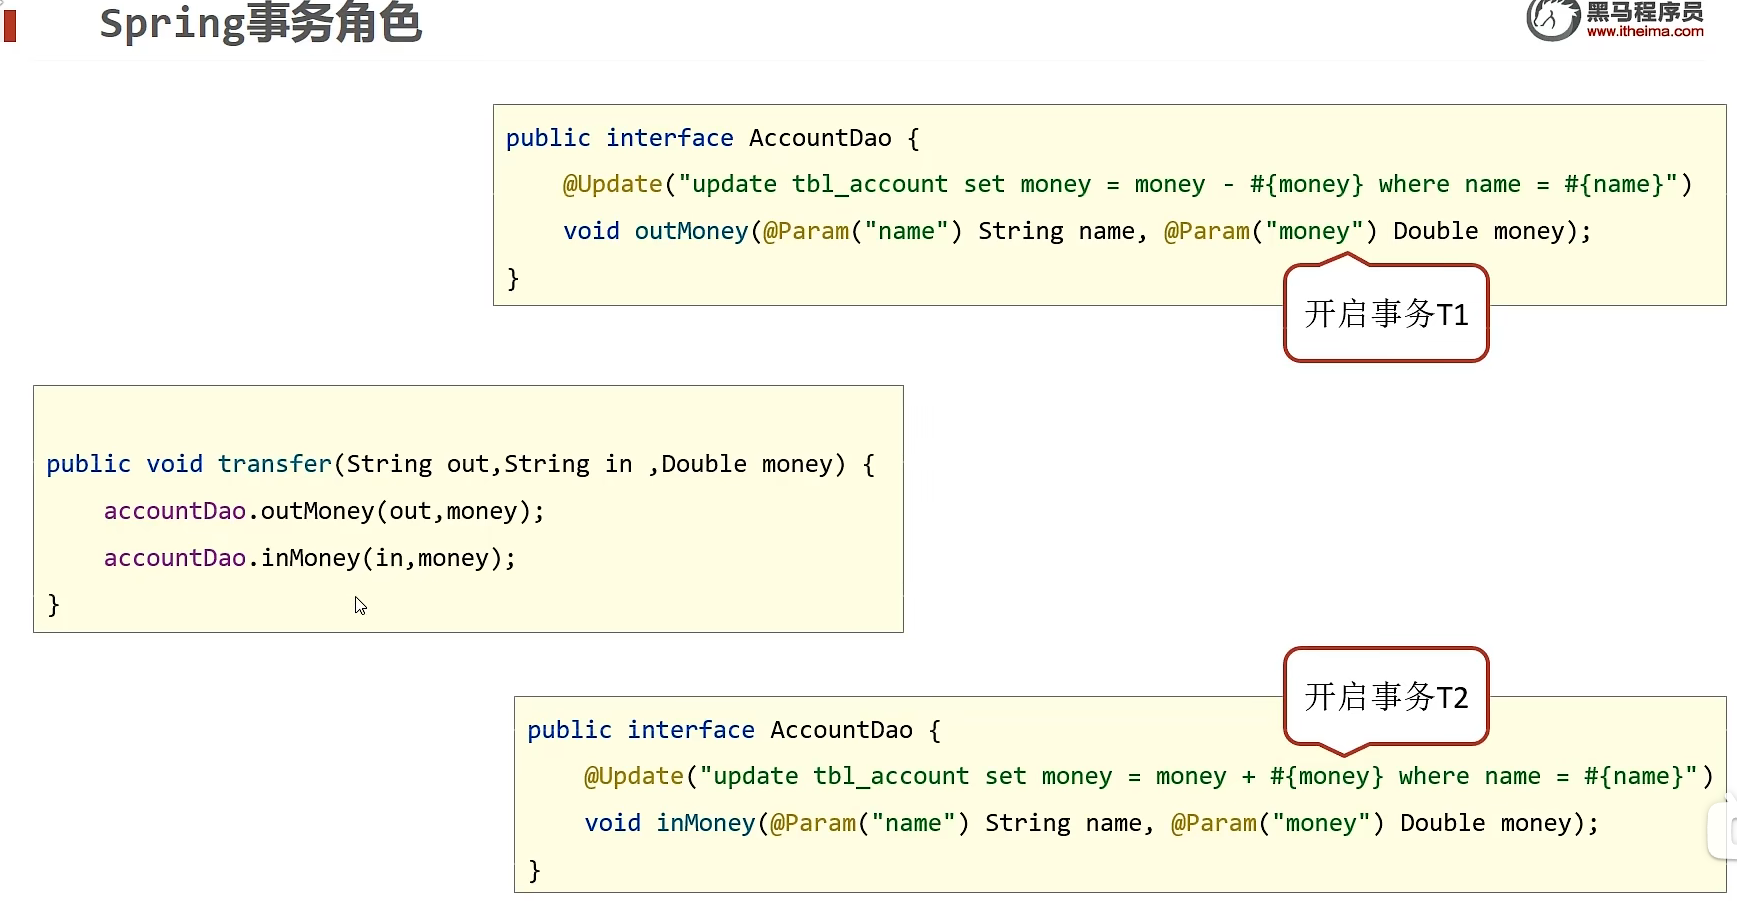 Spring事务角色
黑马程序员
www.itheima.com
public interface AccountDao {
@Update("update tbl_account set money = money - #{money} where name = #{name}")
void outMoney(@Param("name") String name, @Param("money") Double money);
}
开启事务T1
public void transfer(String out,String in ,Double money) {
accountDao.outMoney(out,money);
accountDao.inMoney(in,money);
}
开启事务T2
public interface AccountDao {
@Update("update tbl_account set money = money + #{money} where name = #{name}")
void inMoney(@Param("name") String name, @Param("money") Double money);
}